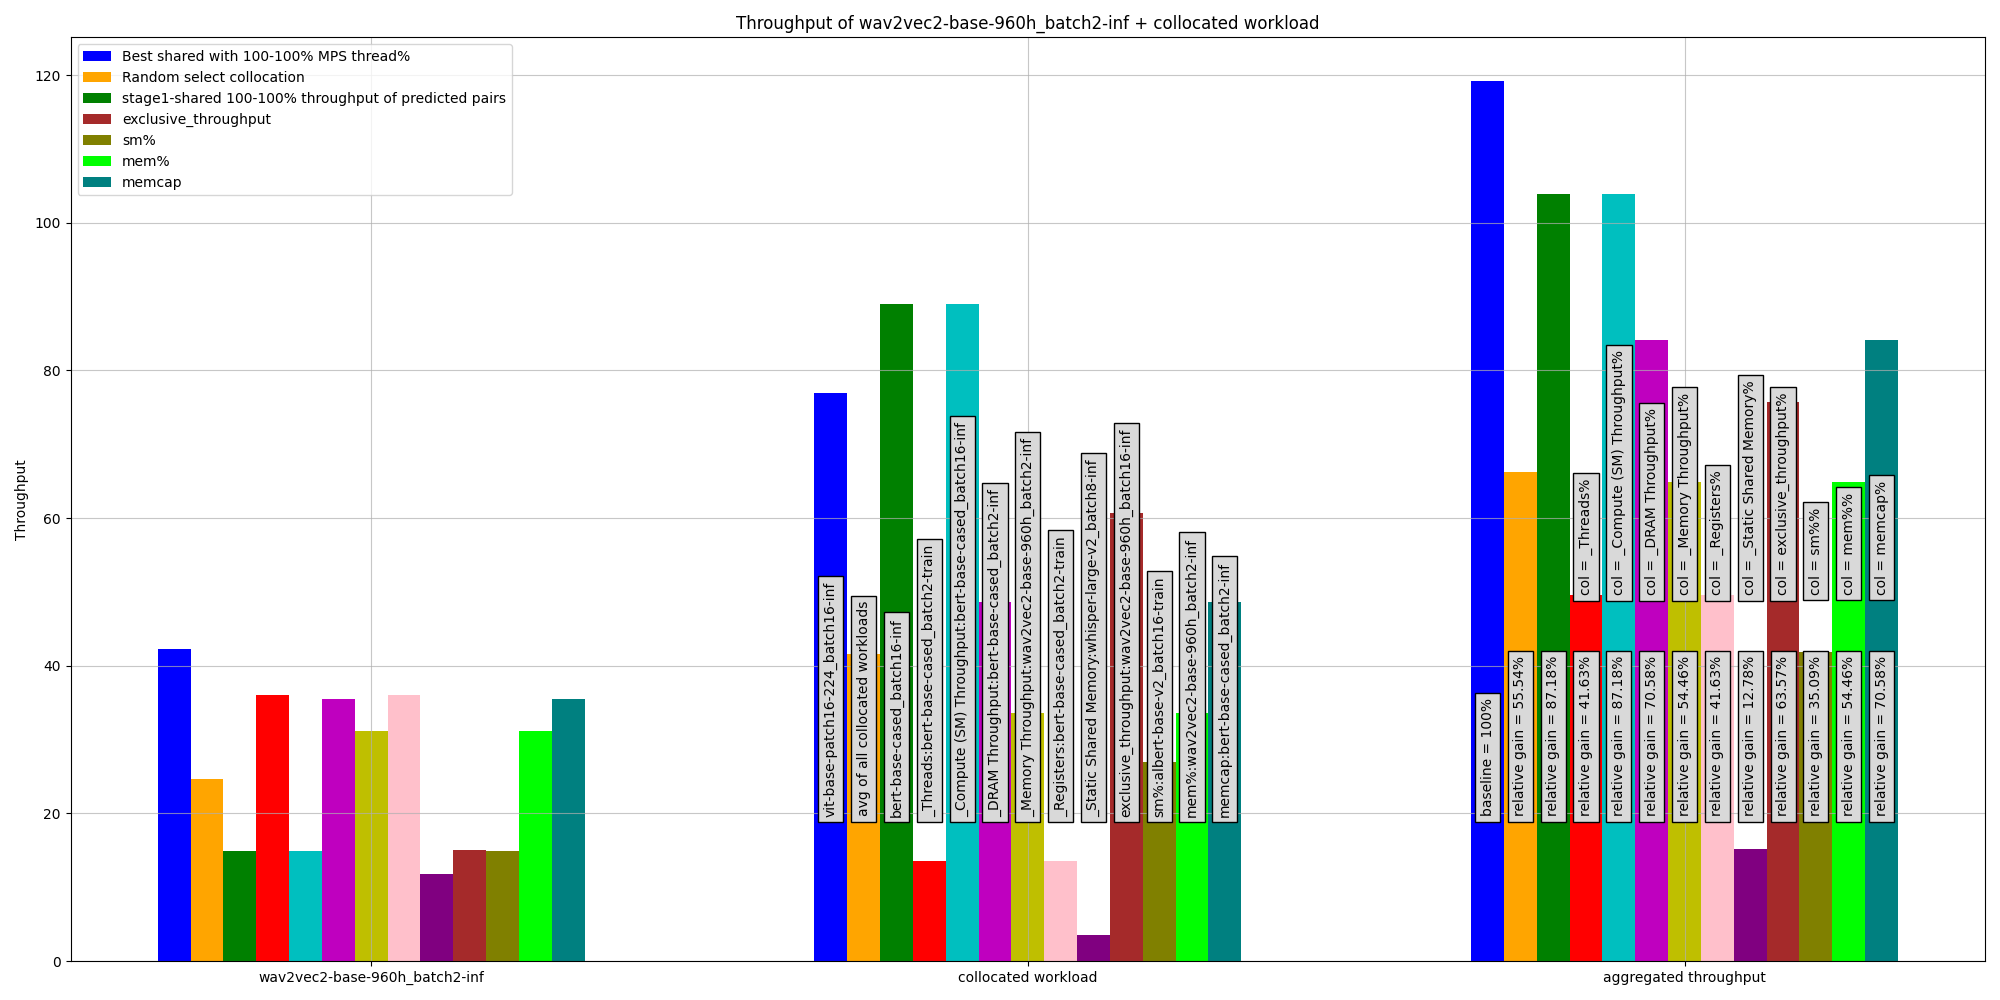 Throughput of wav2vec2-base-960h_batch2-inf + collocated workload
Best shared with 100-100% MPS thread%
Random select collocation
stage1-shared 100-100% throughput of predicted pairs
exclusive_throughput
sm%
mem%
memcap
Throughput
120
100
80
60
40
20
0
vit-base-patch16-224_batch16-inf
avg of all collocated workloads
bert-base-cased_batch16-inf
_Threads:bert-base-cased_batch2-train
_Compute (SM) Throughput:bert-base-cased_batch16-inf
_DRAM Throughput:bert-base-cased_batch2-inf
_Memory Throughput:wav2vec2-base-960h_batch2-inf
_Registers:bert-base-cased_batch2-train
_Static Shared Memory:whisper-large-v2_batch8-inf
exclusive_throughput:wav2vec2-base-960h_batch16-inf
sm%:albert-base-v2_batch16-train
mem%:wav2vec2-base-960h_batch2-inf
memcap:bert-base-cased_batch2-inf
col = _Threads%
col = _Compute (SM) Throughput%
col = _DRAM Throughput%
col = _Memory Throughput%
col = _Registers%
col = _Static Shared Memory%
col = exclusive_throughput%
col = sm%%
col = mem%%
col = memcap%
baseline = 100%
relative gain = 55.54%
relative gain = 87.18%
relative gain = 41.63%
relative gain = 87.18%
relative gain = 70.58%
relative gain = 54.46%
relative gain = 41.63%
relative gain = 12.78%
relative gain = 63.57%
relative gain = 35.09%
relative gain = 54.46%
relative gain = 70.58%
wav2vec2-base-960h_batch2-inf
collocated workload
aggregated throughput